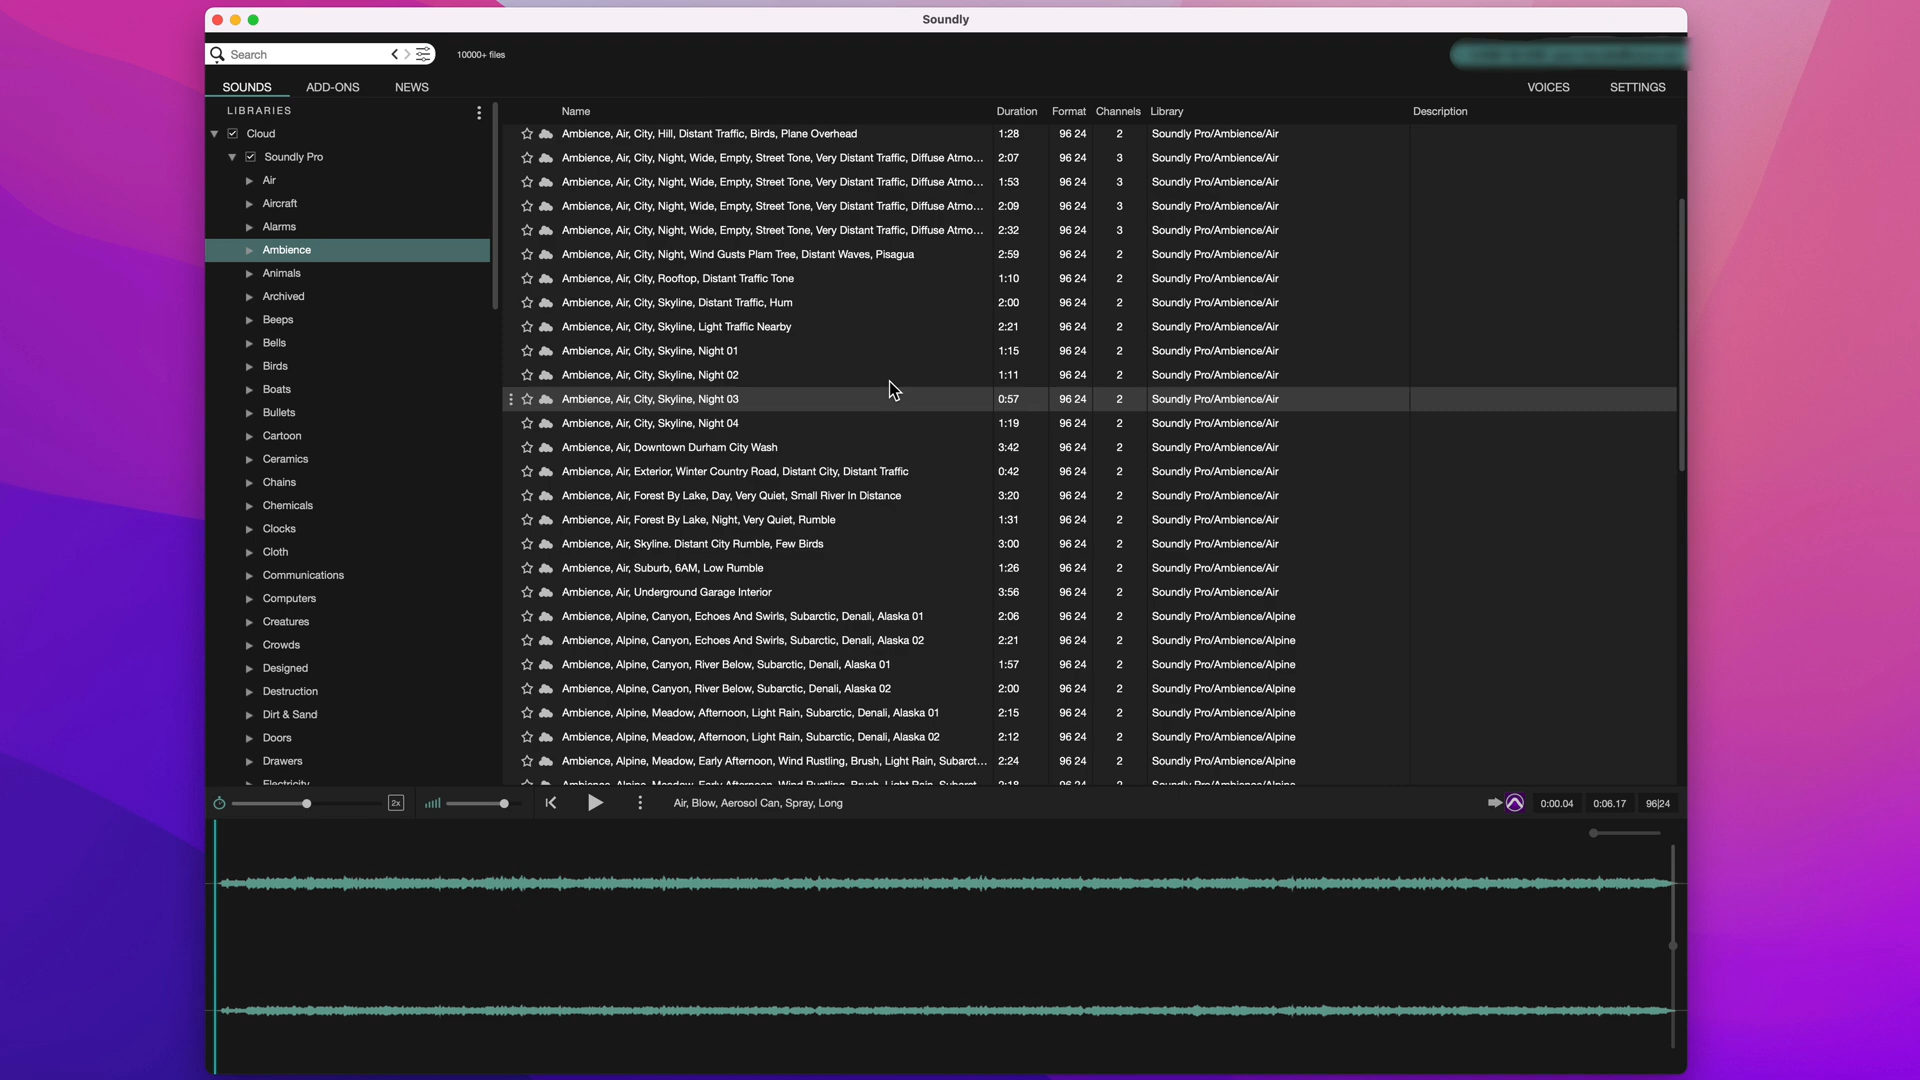 Soundly
Search
10000+ files
SOUNDS ADD-ONS NEWS VOICES SETTINGS
LIBRARIES
Cloud
Soundly Pro
Air
Aircraft
Alarms
Ambience
Animals
Archived
Beeps
Bells
Birds
Boats
Bullets
Cartoon
Ceramics
Chains
Chemicals
Clocks
Cloth
Communications
Computers
Creatures
Crowds
Designed
Destruction
Dirt & Sand
Doors
Drawers
Electricity
Name Duration Format Channels Library Description
Ambience, Air, City, Hill, Distant Traffic, Birds, Plane Overhead 1:28 96 24 2 Soundly Pro/Ambience/Air
Ambience, Air, City, Night, Wide, Empty, Street Tone, Very Distant Traffic, Diffuse Atmo... 2:07 96 24 3 Soundly Pro/Ambience/Air
Ambience, Air, City, Night, Wide, Empty, Street Tone, Very Distant Traffic, Diffuse Atmo... 1:53 96 24 3 Soundly Pro/Ambience/Air
Ambience, Air, City, Night, Wide, Empty, Street Tone, Very Distant Traffic, Diffuse Atmo... 2:09 96 24 3 Soundly Pro/Ambience/Air
Ambience, Air, City, Night, Wide, Empty, Street Tone, Very Distant Traffic, Diffuse Atmo... 2:32 96 24 3 Soundly Pro/Ambience/Air
Ambience, Air, City, Night, Wind Gusts Plam Tree, Distant Waves, Pisagua 2:59 96 24 2 Soundly Pro/Ambience/Air
Ambience, Air, City, Rooftop, Distant Traffic Tone 1:10 96 24 2 Soundly Pro/Ambience/Air
Ambience, Air, City, Skyline, Distant Traffic, Hum 2:00 96 24 2 Soundly Pro/Ambience/Air
Ambience, Air, City, Skyline, Light Traffic Nearby 2:21 96 24 2 Soundly Pro/Ambience/Air
Ambience, Air, City, Skyline, Night 01 1:15 96 24 2 Soundly Pro/Ambience/Air
Ambience, Air, City, Skyline, Night 02 1:11 96 24 2 Soundly Pro/Ambience/Air
Ambience, Air, City, Skyline, Night 03 0:57 96 24 2 Soundly Pro/Ambience/Air
Ambience, Air, City, Skyline, Night 04 1:19 96 24 2 Soundly Pro/Ambience/Air
Ambience, Air, Downtown Durham City Wash 3:42 96 24 2 Soundly Pro/Ambience/Air
Ambience, Air, Exterior, Winter Country Road, Distant City, Distant Traffic 0:42 96 24 2 Soundly Pro/Ambience/Air
Ambience, Air, Forest By Lake, Day, Very Quiet, Small River In Distance 3:20 96 24 2 Soundly Pro/Ambience/Air
Ambience, Air, Forest By Lake, Night, Very Quiet, Rumble 1:31 96 24 2 Soundly Pro/Ambience/Air
Ambience, Air, Skyline. Distant City Rumble, Few Birds 3:00 96 24 2 Soundly Pro/Ambience/Air
Ambience, Air, Suburb, 6AM, Low Rumble 1:26 96 24 2 Soundly Pro/Ambience/Air
Ambience, Air, Underground Garage Interior 3:56 96 24 2 Soundly Pro/Ambience/Air
Ambience, Alpine, Canyon, Echoes And Swirls, Subarctic, Denali, Alaska 01 2:06 96 24 2 Soundly Pro/Ambience/Alpine
Ambience, Alpine, Canyon, Echoes And Swirls, Subarctic, Denali, Alaska 02 2:21 96 24 2 Soundly Pro/Ambience/Alpine
Ambience, Alpine, Canyon, River Below, Subarctic, Denali, Alaska 01 1:57 96 24 2 Soundly Pro/Ambience/Alpine
Ambience, Alpine, Canyon, River Below, Subarctic, Denali, Alaska 02 2:00 96 24 2 Soundly Pro/Ambience/Alpine
Ambience, Alpine, Meadow, Afternoon, Light Rain, Subarctic, Denali, Alaska 01 2:15 96 24 2 Soundly Pro/Ambience/Alpine
Ambience, Alpine, Meadow, Afternoon, Light Rain, Subarctic, Denali, Alaska 02 2:12 96 24 2 Soundly Pro/Ambience/Alpine
Ambience, Alpine, Meadow, Early Afternoon, Wind Rustling, Brush, Light Rain, Subarct... 2:24 96 24 2 Soundly Pro/Ambience/Alpine
Ambience, Alpine, Meadow, Early Afternoon, Wind Rustling, Brush, Light Rain, Subarct... 2:18 96 24 2 Soundly Pro/Ambience/Alpine
2x Air, Blow, Aerosol Can, Spray, Long 0:00.04 0:06.17 96|24